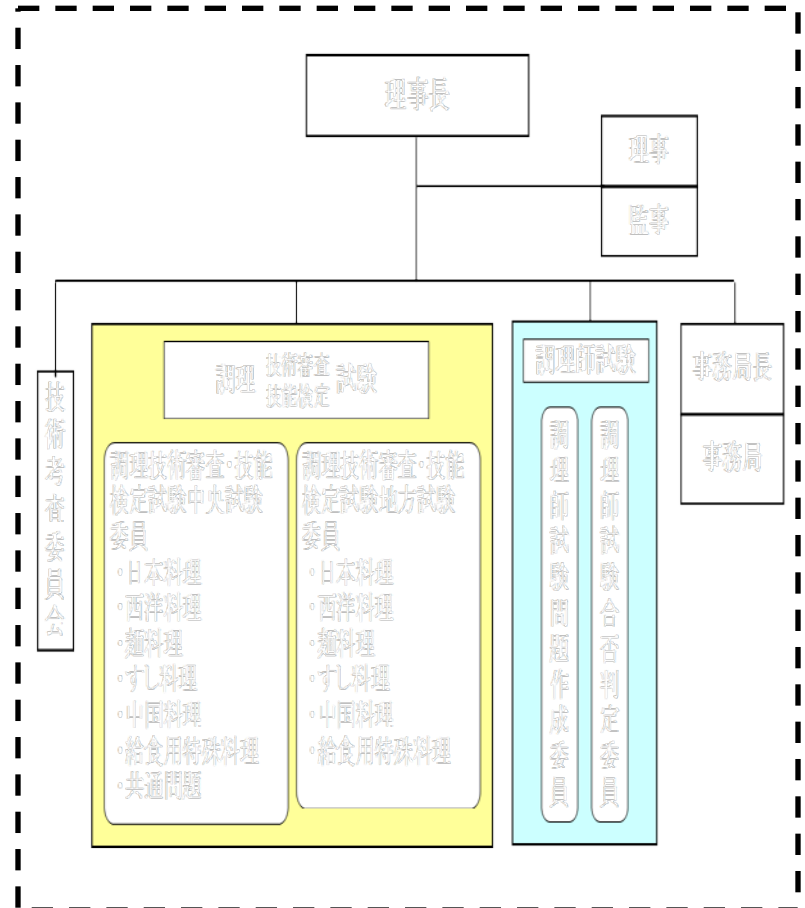 理事長
理事
監事
技術考査委員会
調理 技術審査 試験
技能検定
調理技術審査・技能
検定試験中央試験
委員
・日本料理
・西洋料理
・麺料理
・すし料理
・中国料理
・給食用特殊料理
・共通問題
調理技術審査・技能
検定試験地方試験
委員
・日本料理
・西洋料理
・麺料理
・すし料理
・中国料理
・給食用特殊料理
調理師試験
調理師試験問題作成委員
調理師試験合否判定委員
事務局長
事務局